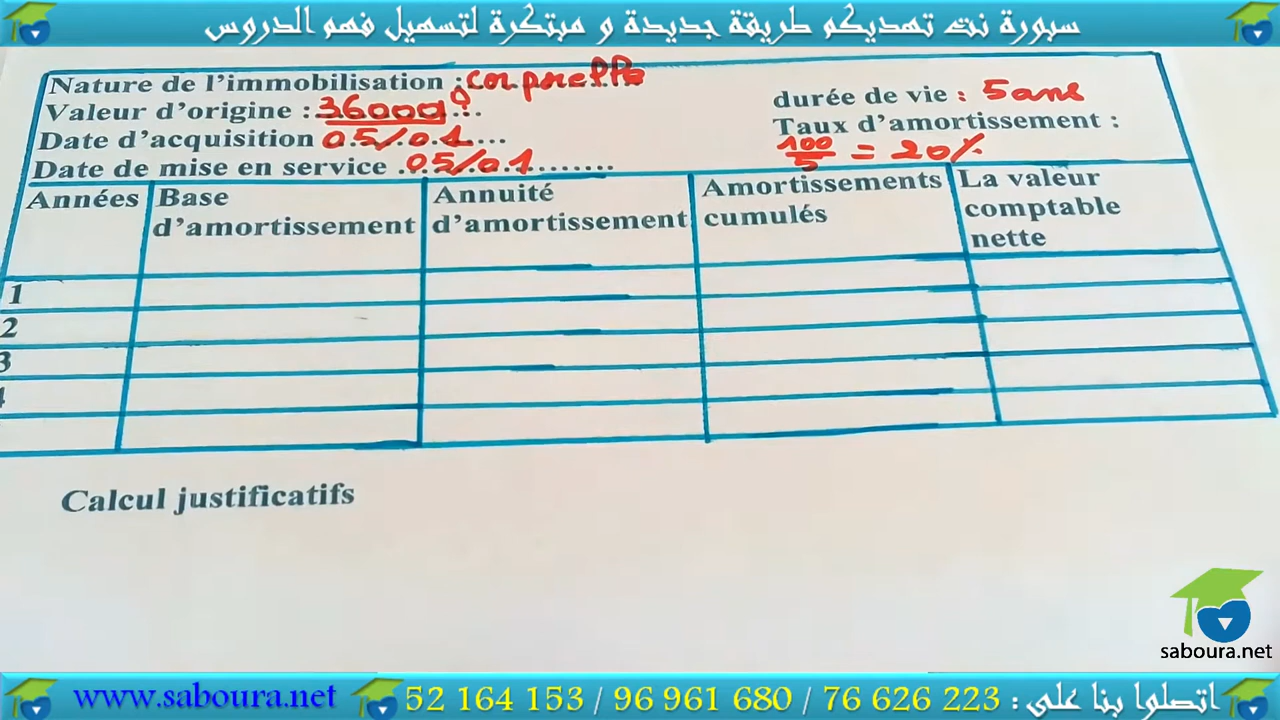 سبورة نت تهديكم طريقة جديدة و مبتكرة لتسهيل فهم الدروس
Nature de l'immobilisation : corporelle
Valeur d'origine : 36000
Date d'acquisition 05/01
Date de mise en service 05/01
durée de vie : 5 ans
Taux d'amortissement :
100/5 = 20%
Années
Base d'amortissement
Annuité d'amortissement
Amortissements cumulés
La valeur comptable nette
1
2
3
Calcul justificatifs
saboura.net
www.saboura.net
اتصلوا بنا على : 52 164 153 / 96 961 680 / 76 626 223